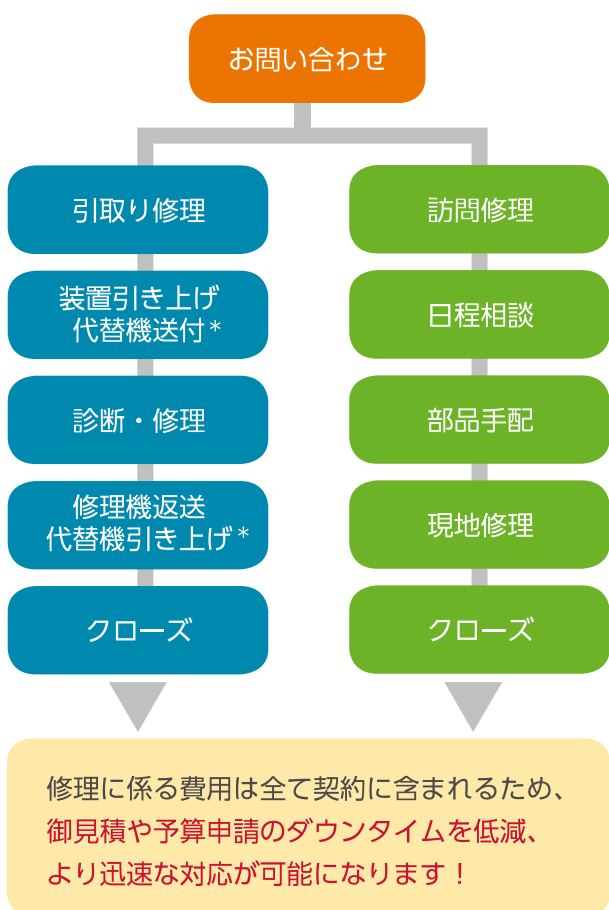 お問い合わせ
引取り修理
装置引き上げ
代替機送付*
診断・修理
修理機返送
代替機引き上げ*
クローズ
訪問修理
日程相談
部品手配
現地修理
クローズ
修理に係る費用は全て契約に含まれるため、
御見積や予算申請のダウンタイムを低減、
より迅速な対応が可能になります！